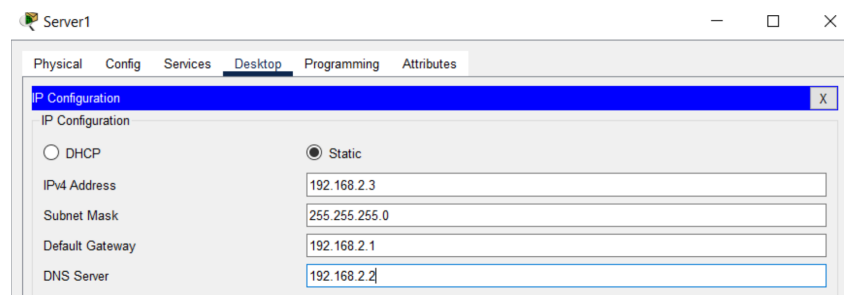 Server1
Physical Config Services Desktop Programming Attributes
IP Configuration X
IP Configuration
DHCP Static
IPv4 Address 192.168.2.3
Subnet Mask 255.255.255.0
Default Gateway 192.168.2.1
DNS Server 192.168.2.2